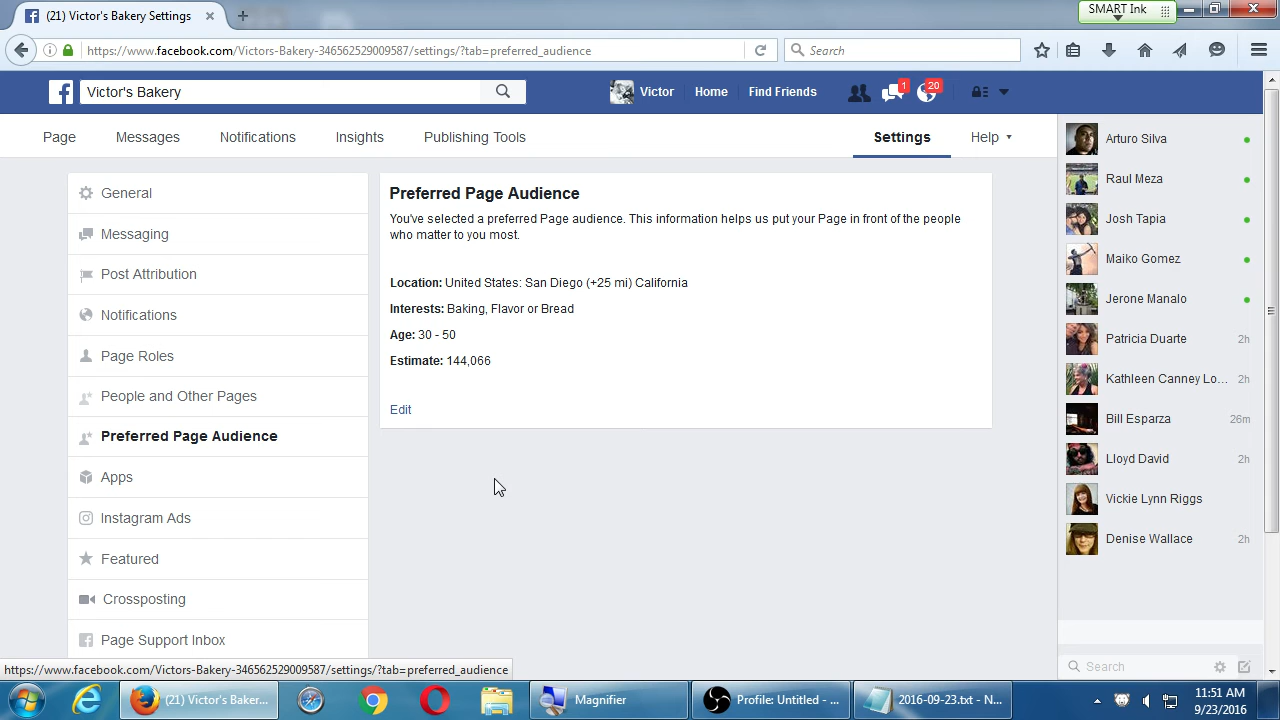 (21) Victor's Bakery Settings
SMART Ink
https://www.facebook.com/Victors-Bakery-346562529009587/settings/?tab=preferred_audience
Search
Victor's Bakery
Victor
Home
Find Friends
1
20
Page
Messages
Notifications
Insights
Publishing Tools
Settings
Help
General
Messaging
Post Attribution
Notifications
Page Roles
People and Other Pages
Preferred Page Audience
Apps
Instagram Ads
Featured
Crossposting
Page Support Inbox
Preferred Page Audience
You've selected a preferred Page audience. This information helps us put your Page in front of the people
who matter to you most.
Location: United States: San Diego (+25 mi) California
Interests: Baking, Flavor or Bread
Age: 30 - 50
Estimate: 144,066
Edit
Arturo Silva
Raul Meza
Josh Tapia
Maiko Gomez
Jerone Manalo
Patricia Duarte 2h
Kathleen Canney Lo... 2h
Bill Esparza 26m
Lloyd David 2h
Vickie Lynn Riggs
Denise Wallace 2h
Search
https://www.facebook.com/Victors-Bakery-346562529009587/settings/?tab=preferred_audience
(21) Victor's Baker...
Magnifier
Profile: Untitled - ...
2016-09-23.txt - N...
11:51 AM
9/23/2016